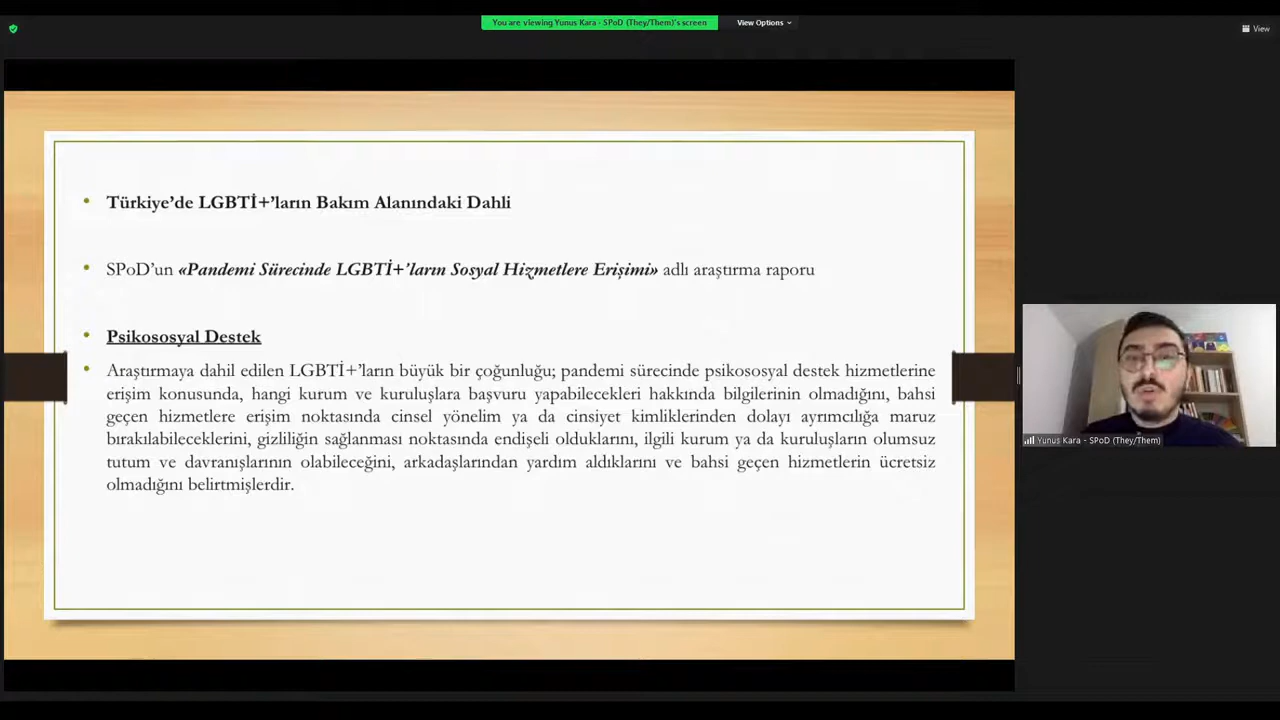 You are viewing Yunus Kara - SPoD (They/Them)'s screen
View Options
View
• Türkiye’de LGBTİ+’ların Bakım Alanındaki Dahli
• SPoD’un «Pandemi Sürecinde LGBTİ+’ların Sosyal Hizmetlere Erişimi» adlı araştırma raporu
• Psikososyal Destek
• Araştırmaya dahil edilen LGBTİ+’ların büyük bir çoğunluğu; pandemi sürecinde psikososyal destek hizmetlerine
erişim konusunda, hangi kurum ve kuruluşlara başvuru yapabilecekleri hakkında bilgilerinin olmadığını, bahsi
geçen hizmetlere erişim noktasında cinsel yönelim ya da cinsiyet kimliklerinden dolayı ayrımcılığa maruz
bırakılabileceklerini, gizliliğin sağlanması noktasında endişeli olduklarını, ilgili kurum ya da kuruluşların olumsuz
tutum ve davranışlarının olabileceğini, arkadaşlarından yardım aldıklarını ve bahsi geçen hizmetlerin ücretsiz
olmadığını belirtmişlerdir.
Yunus Kara - SPoD (They/Them)